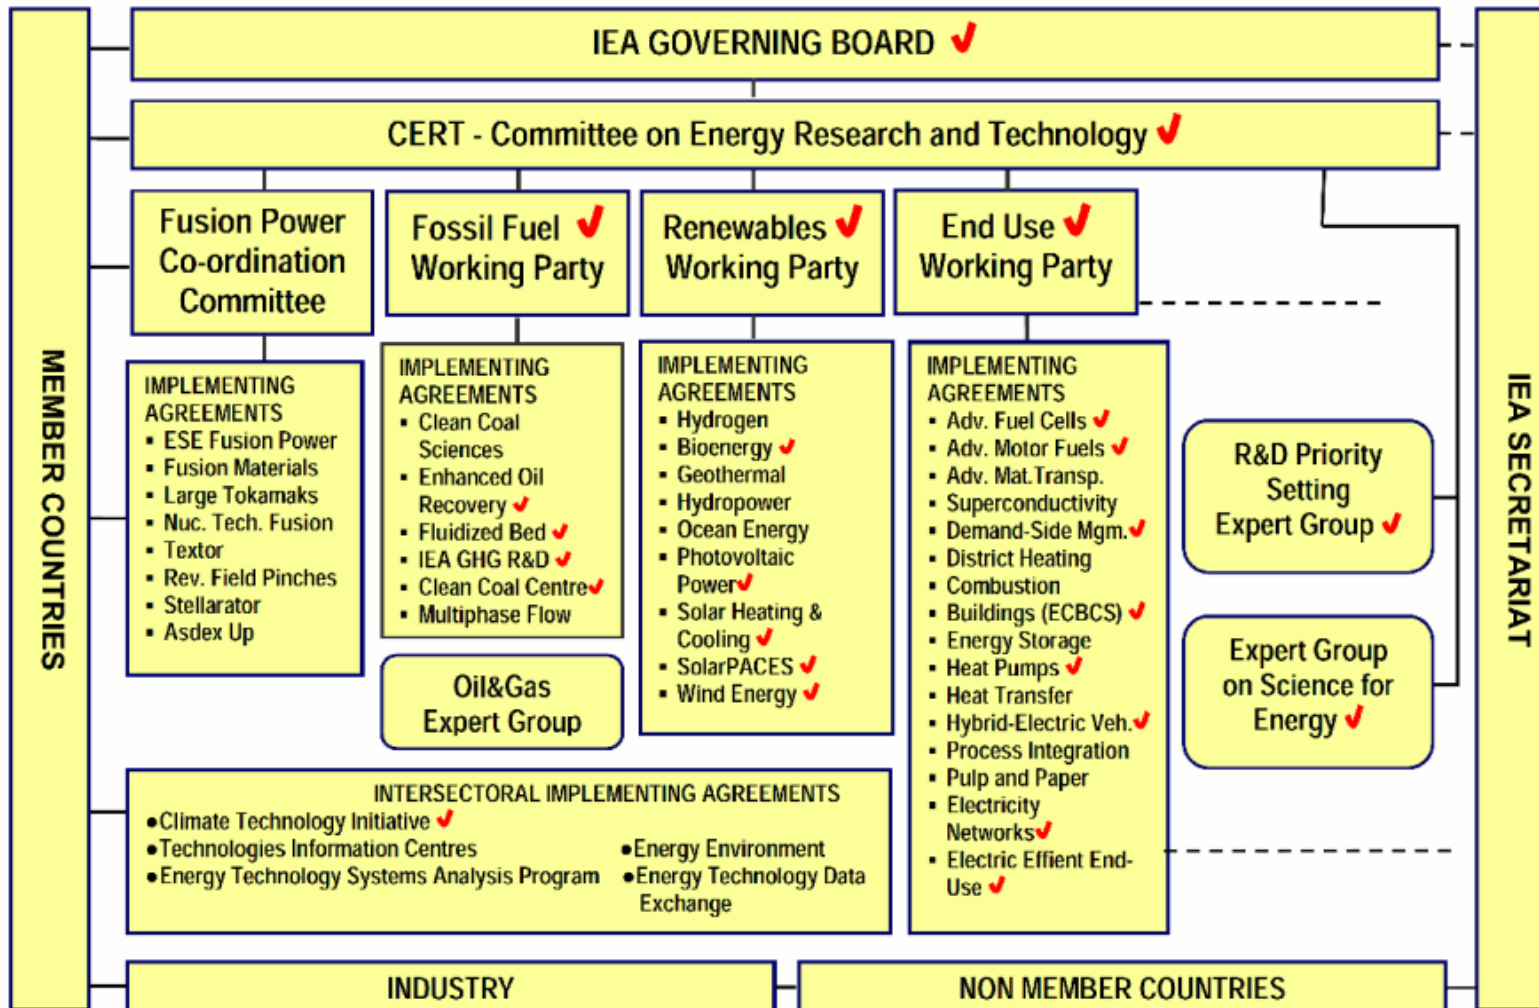 IEA GOVERNING BOARD
CERT - Committee on Energy Research and Technology
MEMBER COUNTRIES
Fusion Power
Co-ordination
Committee
IMPLEMENTING
AGREEMENTS
▪ ESE Fusion Power
▪ Fusion Materials
▪ Large Tokamaks
▪ Nuc. Tech. Fusion
▪ Textor
▪ Rev. Field Pinches
▪ Stellarator
▪ Asdex Up
Fossil Fuel
Working Party
IMPLEMENTING
AGREEMENTS
▪ Clean Coal
Sciences
▪ Enhanced Oil
Recovery
▪ Fluidized Bed
▪ IEA GHG R&D
▪ Clean Coal Centre
▪ Multiphase Flow
Oil&Gas
Expert Group
Renewables
Working Party
IMPLEMENTING
AGREEMENTS
▪ Hydrogen
▪ Bioenergy
▪ Geothermal
▪ Hydropower
▪ Ocean Energy
▪ Photovoltaic
Power
▪ Solar Heating &
Cooling
▪ SolarPACES
▪ Wind Energy
End Use
Working Party
IMPLEMENTING
AGREEMENTS
▪ Adv. Fuel Cells
▪ Adv. Motor Fuels
▪ Adv. Mat.Transp.
▪ Superconductivity
▪ Demand-Side Mgm.
▪ District Heating
▪ Combustion
▪ Buildings (ECBCS)
▪ Energy Storage
▪ Heat Pumps
▪ Heat Transfer
▪ Hybrid-Electric Veh.
▪ Process Integration
▪ Pulp and Paper
▪ Electricity
Networks
▪ Electric Effient End-
Use
R&D Priority
Setting
Expert Group
Expert Group
on Science for
Energy
IEA SECRETARIAT
INTERSECTORAL IMPLEMENTING AGREEMENTS
●Climate Technology Initiative
●Technologies Information Centres
●Energy Technology Systems Analysis Program
●Energy Environment
●Energy Technology Data
Exchange
INDUSTRY
NON MEMBER COUNTRIES